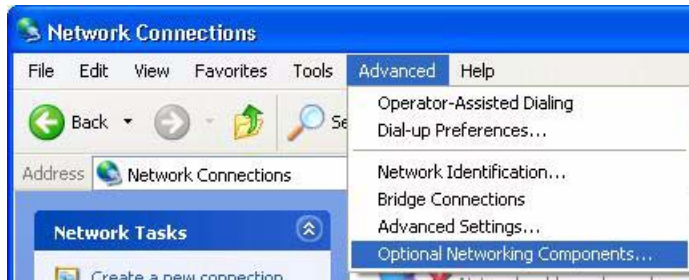 Network Connections
File Edit View Favorites Tools Advanced Help
Operator-Assisted Dialing
Back
Dial-up Preferences...
Address Network Connections
Network Identification...
Bridge Connections
Advanced Settings...
Optional Networking Components...
Network Tasks
Create a new connection